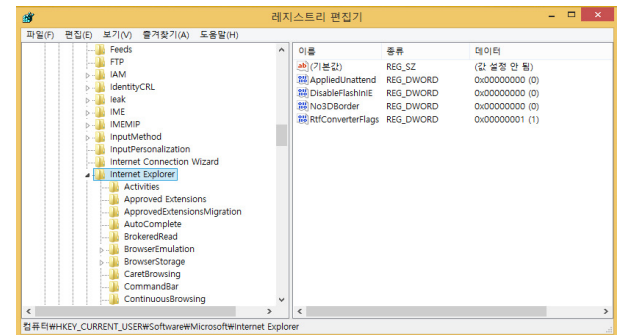 레지스트리 편집기
파일(F) 편집(E) 보기(V) 즐겨찾기(A) 도움말(H)
Feeds
FTP
IAM
IdentityCRL
leak
IME
IMEMIP
InputMethod
InputPersonalization
Internet Connection Wizard
Internet Explorer
Activities
Approved Extensions
ApprovedExtensionsMigration
AutoComplete
BrokeredRead
BrowserEmulation
BrowserStorage
CaretBrowsing
CommandBar
ContinuousBrowsing
이름 종류 데이터
(기본값) REG_SZ (값 설정 안 됨)
AppliedUnattend REG_DWORD 0x00000000 (0)
DisableFlashInIE REG_DWORD 0x00000000 (0)
No3DBorder REG_DWORD 0x00000000 (0)
RtfConverterFlags REG_DWORD 0x00000001 (1)
컴퓨터₩HKEY_CURRENT_USER₩Software₩Microsoft₩Internet Explorer